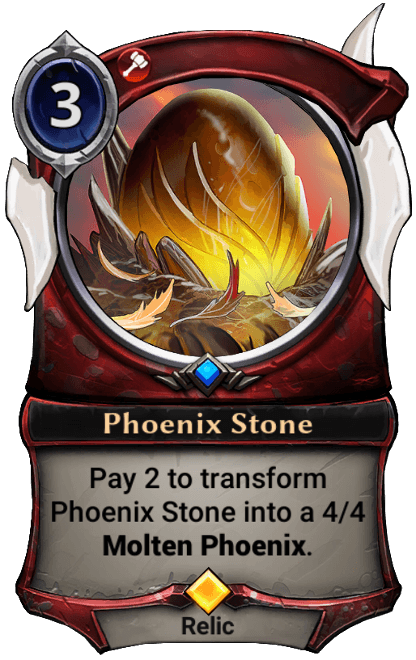 3
Phoenix Stone
Pay 2 to transform
Phoenix Stone into a 4/4
Molten Phoenix.
Relic